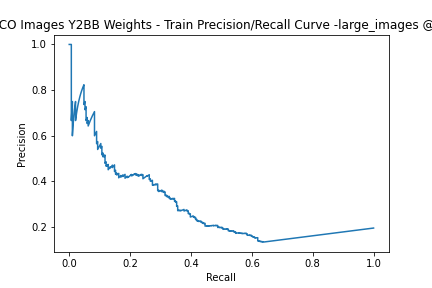 CO Images Y2BB Weights - Train Precision/Recall Curve -large_images @
1.0
0.8
0.6
0.4
0.2
Precision
0.0 0.2 0.4 0.6 0.8 1.0
Recall